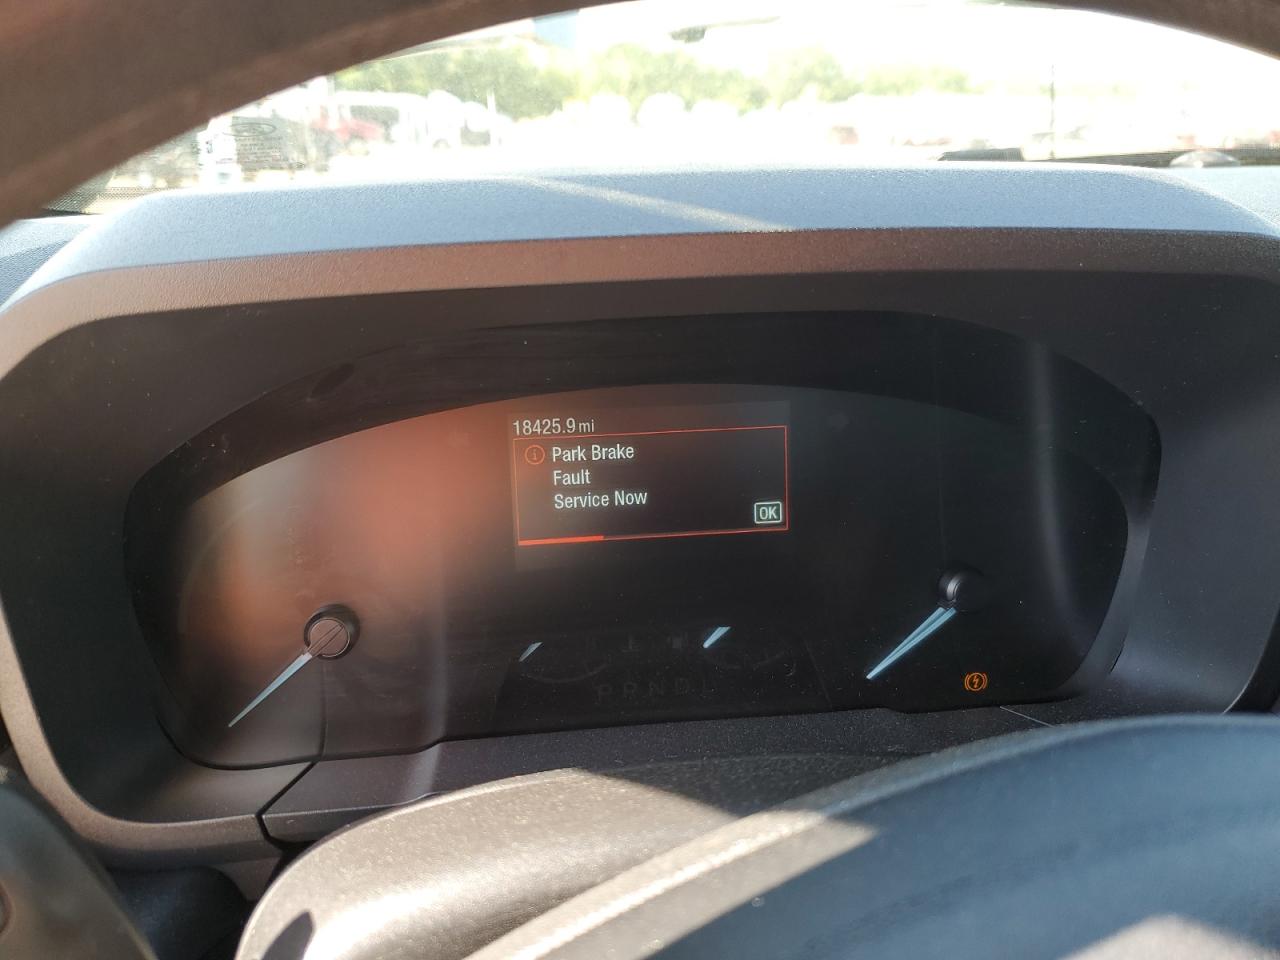 18425.9 mi
Park Brake
Fault
Service Now
OK
PRNDL